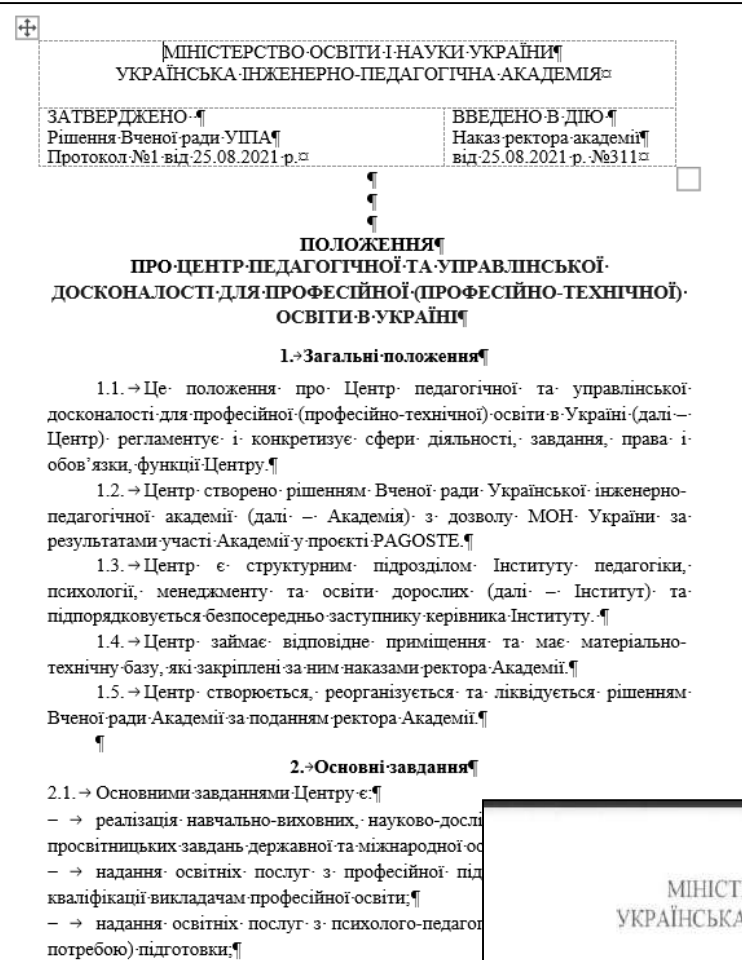 МІНІСТЕРСТВО ОСВІТИ І НАУКИ УКРАЇНИ
УКРАЇНСЬКА ІНЖЕНЕРНО-ПЕДАГОГІЧНА АКАДЕМІЯ
ЗАТВЕРДЖЕНО
Рішення Вченої ради УІПА
Протокол №1 від 25.08.2021 р.
ВВЕДЕНО В ДІЮ
Наказ ректора академії
від 25.08.2021 р. №311
ПОЛОЖЕННЯ
ПРО ЦЕНТР ПЕДАГОГІЧНОЇ ТА УПРАВЛІНСЬКОЇ
ДОСКОНАЛОСТІ ДЛЯ ПРОФЕСІЙНОЇ (ПРОФЕСІЙНО-ТЕХНІЧНОЇ)
ОСВІТИ В УКРАЇНІ
1. Загальні положення
1.1. Це положення про Центр педагогічної та управлінської
досконалості для професійної (професійно-технічної) освіти в Україні (далі –
Центр) регламентує і конкретизує сфери діяльності, завдання, права і
обов’язки, функції Центру.
1.2. Центр створено рішенням Вченої ради Української інженерно-
педагогічної академії (далі – Академія) з дозволу МОН України за
результатами участі Академії у проєкті PAGOSTE.
1.3. Центр є структурним підрозділом Інституту педагогіки,
психології, менеджменту та освіти дорослих (далі – Інститут) та
підпорядковується безпосередньо заступнику керівника Інституту.
1.4. Центр займає відповідне приміщення та має матеріально-
технічну базу, які закріплені за ним наказами ректора Академії.
1.5. Центр створюється, реорганізується та ліквідується рішенням
Вченої ради Академії за поданням ректора Академії.
2. Основні завдання
2.1. Основними завданнями Центру є:
– реалізація навчально-виховних, науково-дослі
просвітницьких завдань державної та міжнародної ос
– надання освітніх послуг з професійної під
кваліфікації викладачам професійної освіти;
– надання освітніх послуг з психолого-педагог
потребою) підготовки;
МІНІСТ
УКРАЇНСЬКА